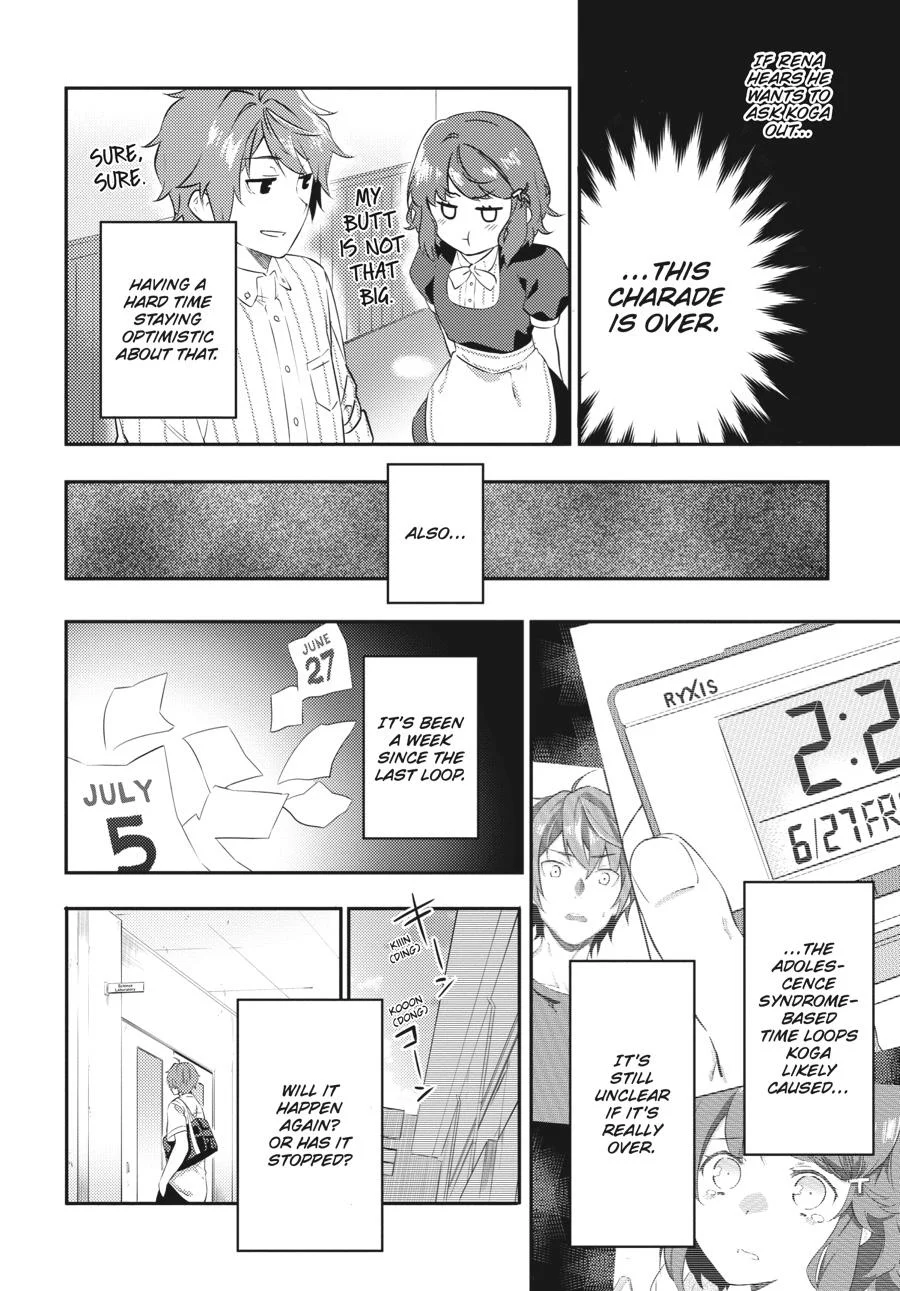 IF RENA
HEARS HE
WANTS TO
ASK KOGA
OUT...
...THIS
CHARADE
IS OVER.
MY
BUTT
IS NOT
THAT
BIG.
SURE,
SURE.
HAVING A
HARD TIME
STAYING
OPTIMISTIC
ABOUT THAT.
ALSO...
RYXIS
2:2
6/27 FR
...THE
ADOLES-
CENCE
SYNDROME-
BASED
TIME LOOPS
KOGA
LIKELY
CAUSED...
IT'S
STILL
UNCLEAR
IF IT'S
REALLY
OVER.
JUNE
27
IT'S BEEN
A WEEK
SINCE THE
LAST LOOP.
JULY
5
キーン
KIIIN
(DING)
KOOON
(DONG)
コーン
WILL IT
HAPPEN
AGAIN?
OR HAS IT
STOPPED?
Science
Laboratory